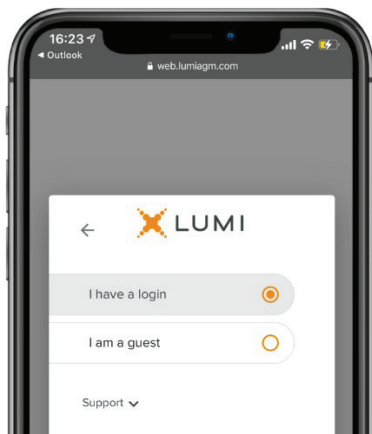 16:23
◀ Outlook
web.lumiagm.com
LUMI
I have a login
I am a guest
Support